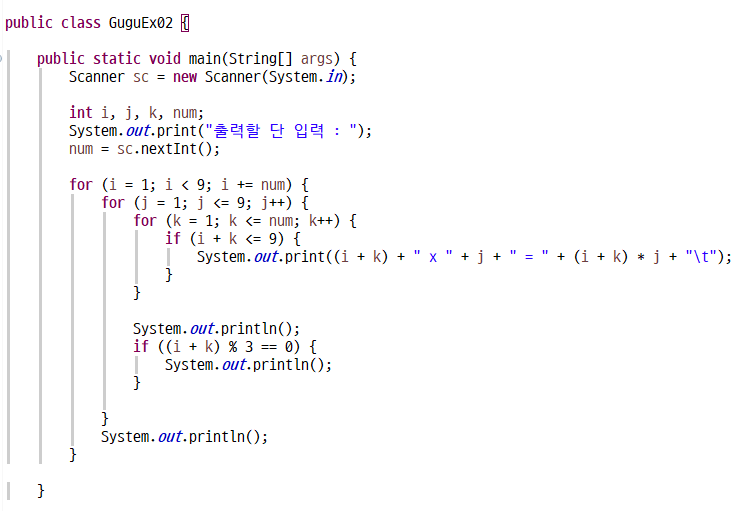 public class GuguEx02 {
public static void main(String[] args) {
Scanner sc = new Scanner(System.in);
int i, j, k, num;
System.out.print("출력할 단 입력 : ");
num = sc.nextInt();
for (i = 1; i < 9; i += num) {
for (j = 1; j <= 9; j++) {
for (k = 1; k <= num; k++) {
if (i + k <= 9) {
System.out.print((i + k) + " x " + j + " = " + (i + k) * j + "\t");
}
}
System.out.println();
if ((i + k) % 3 == 0) {
System.out.println();
}
}
System.out.println();
}
}